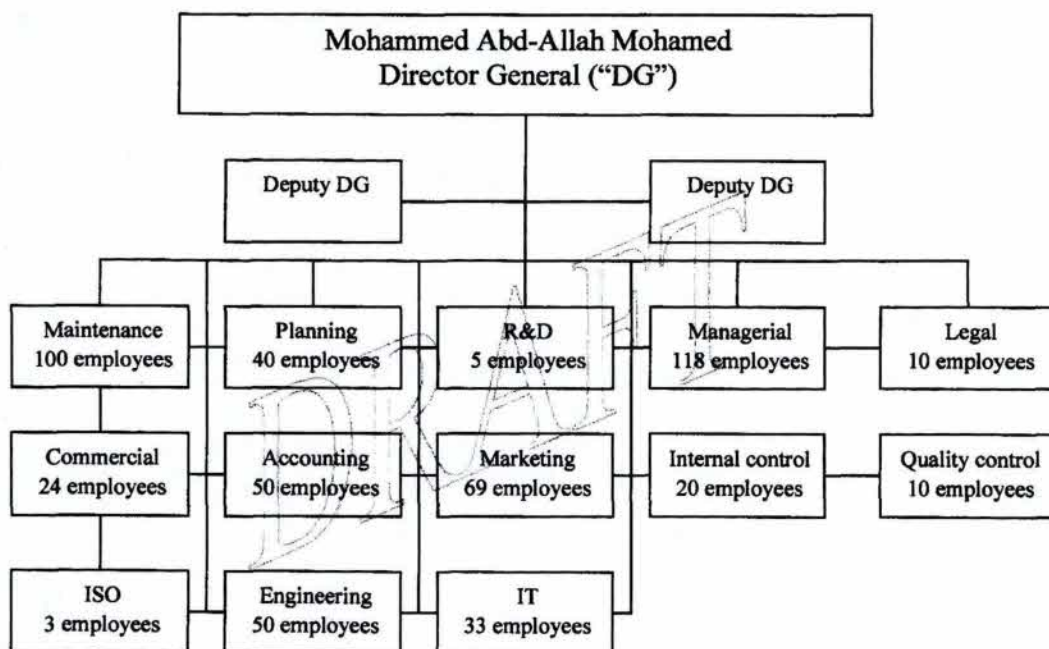 Mohammed Abd-Allah Mohamed
Director General (“DG”)
Deputy DG
Deputy DG
Maintenance
100 employees
Planning
40 employees
R&D
5 employees
Managerial
118 employees
Legal
10 employees
Commercial
24 employees
Accounting
50 employees
Marketing
69 employees
Internal control
20 employees
Quality control
10 employees
ISO
3 employees
Engineering
50 employees
IT
33 employees
DRAFT